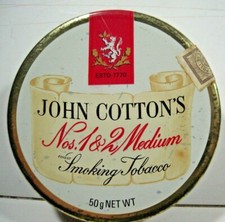 ESTD 1770
JOHN COTTON'S
Nos. 1 & 2 Medium
Smoking Tobacco
50g NET WT